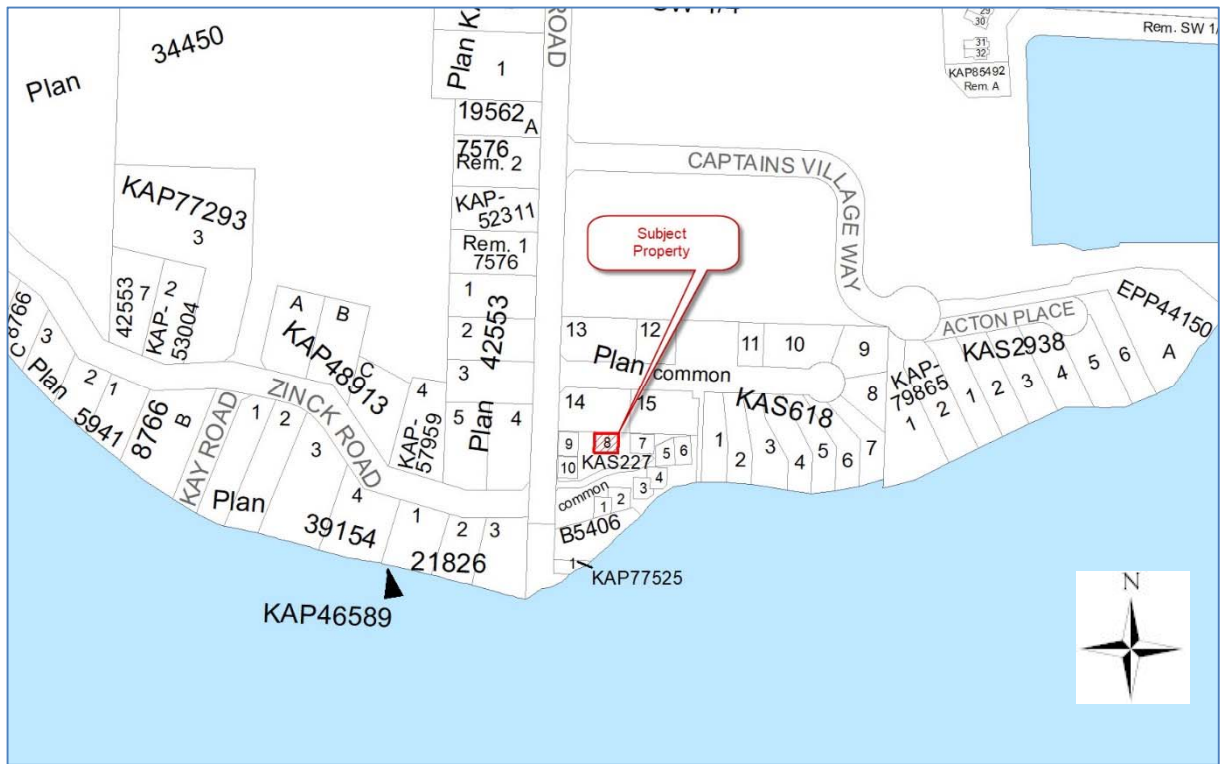 29
30
Rem. SW 1/
34450
Plan
Plan
1
ROAD
31
32
KAP85492
Rem. A
19562
A
7576
Rem. 2
CAPTAINS VILLAGE WAY
KAP77293
3
KAP-
52311
Subject
Property
Rem. 1
7576
42553
7
2
KAP-
53004
A
B
C
KAP48913
1
2
3
42553
Plan
EPP44150
A
ACTON PLACE
KAS2938
1
2
3
4
5
6
13
12
11
10
9
8
Plan
common
KAS618
KAP-
79865
1
2
8766
C
3
Plan
5941
2
1
8766
B
KAY ROAD
ZINCK ROAD
1
2
3
4
Plan
39154
4
KAP-
57959
5
4
14
15
9
8
7
10
KAS227
5
6
4
3
common
1
2
B5406
1
KAP77525
1
2
3
4
5
6
7
1
2
3
21826
KAP46589
N